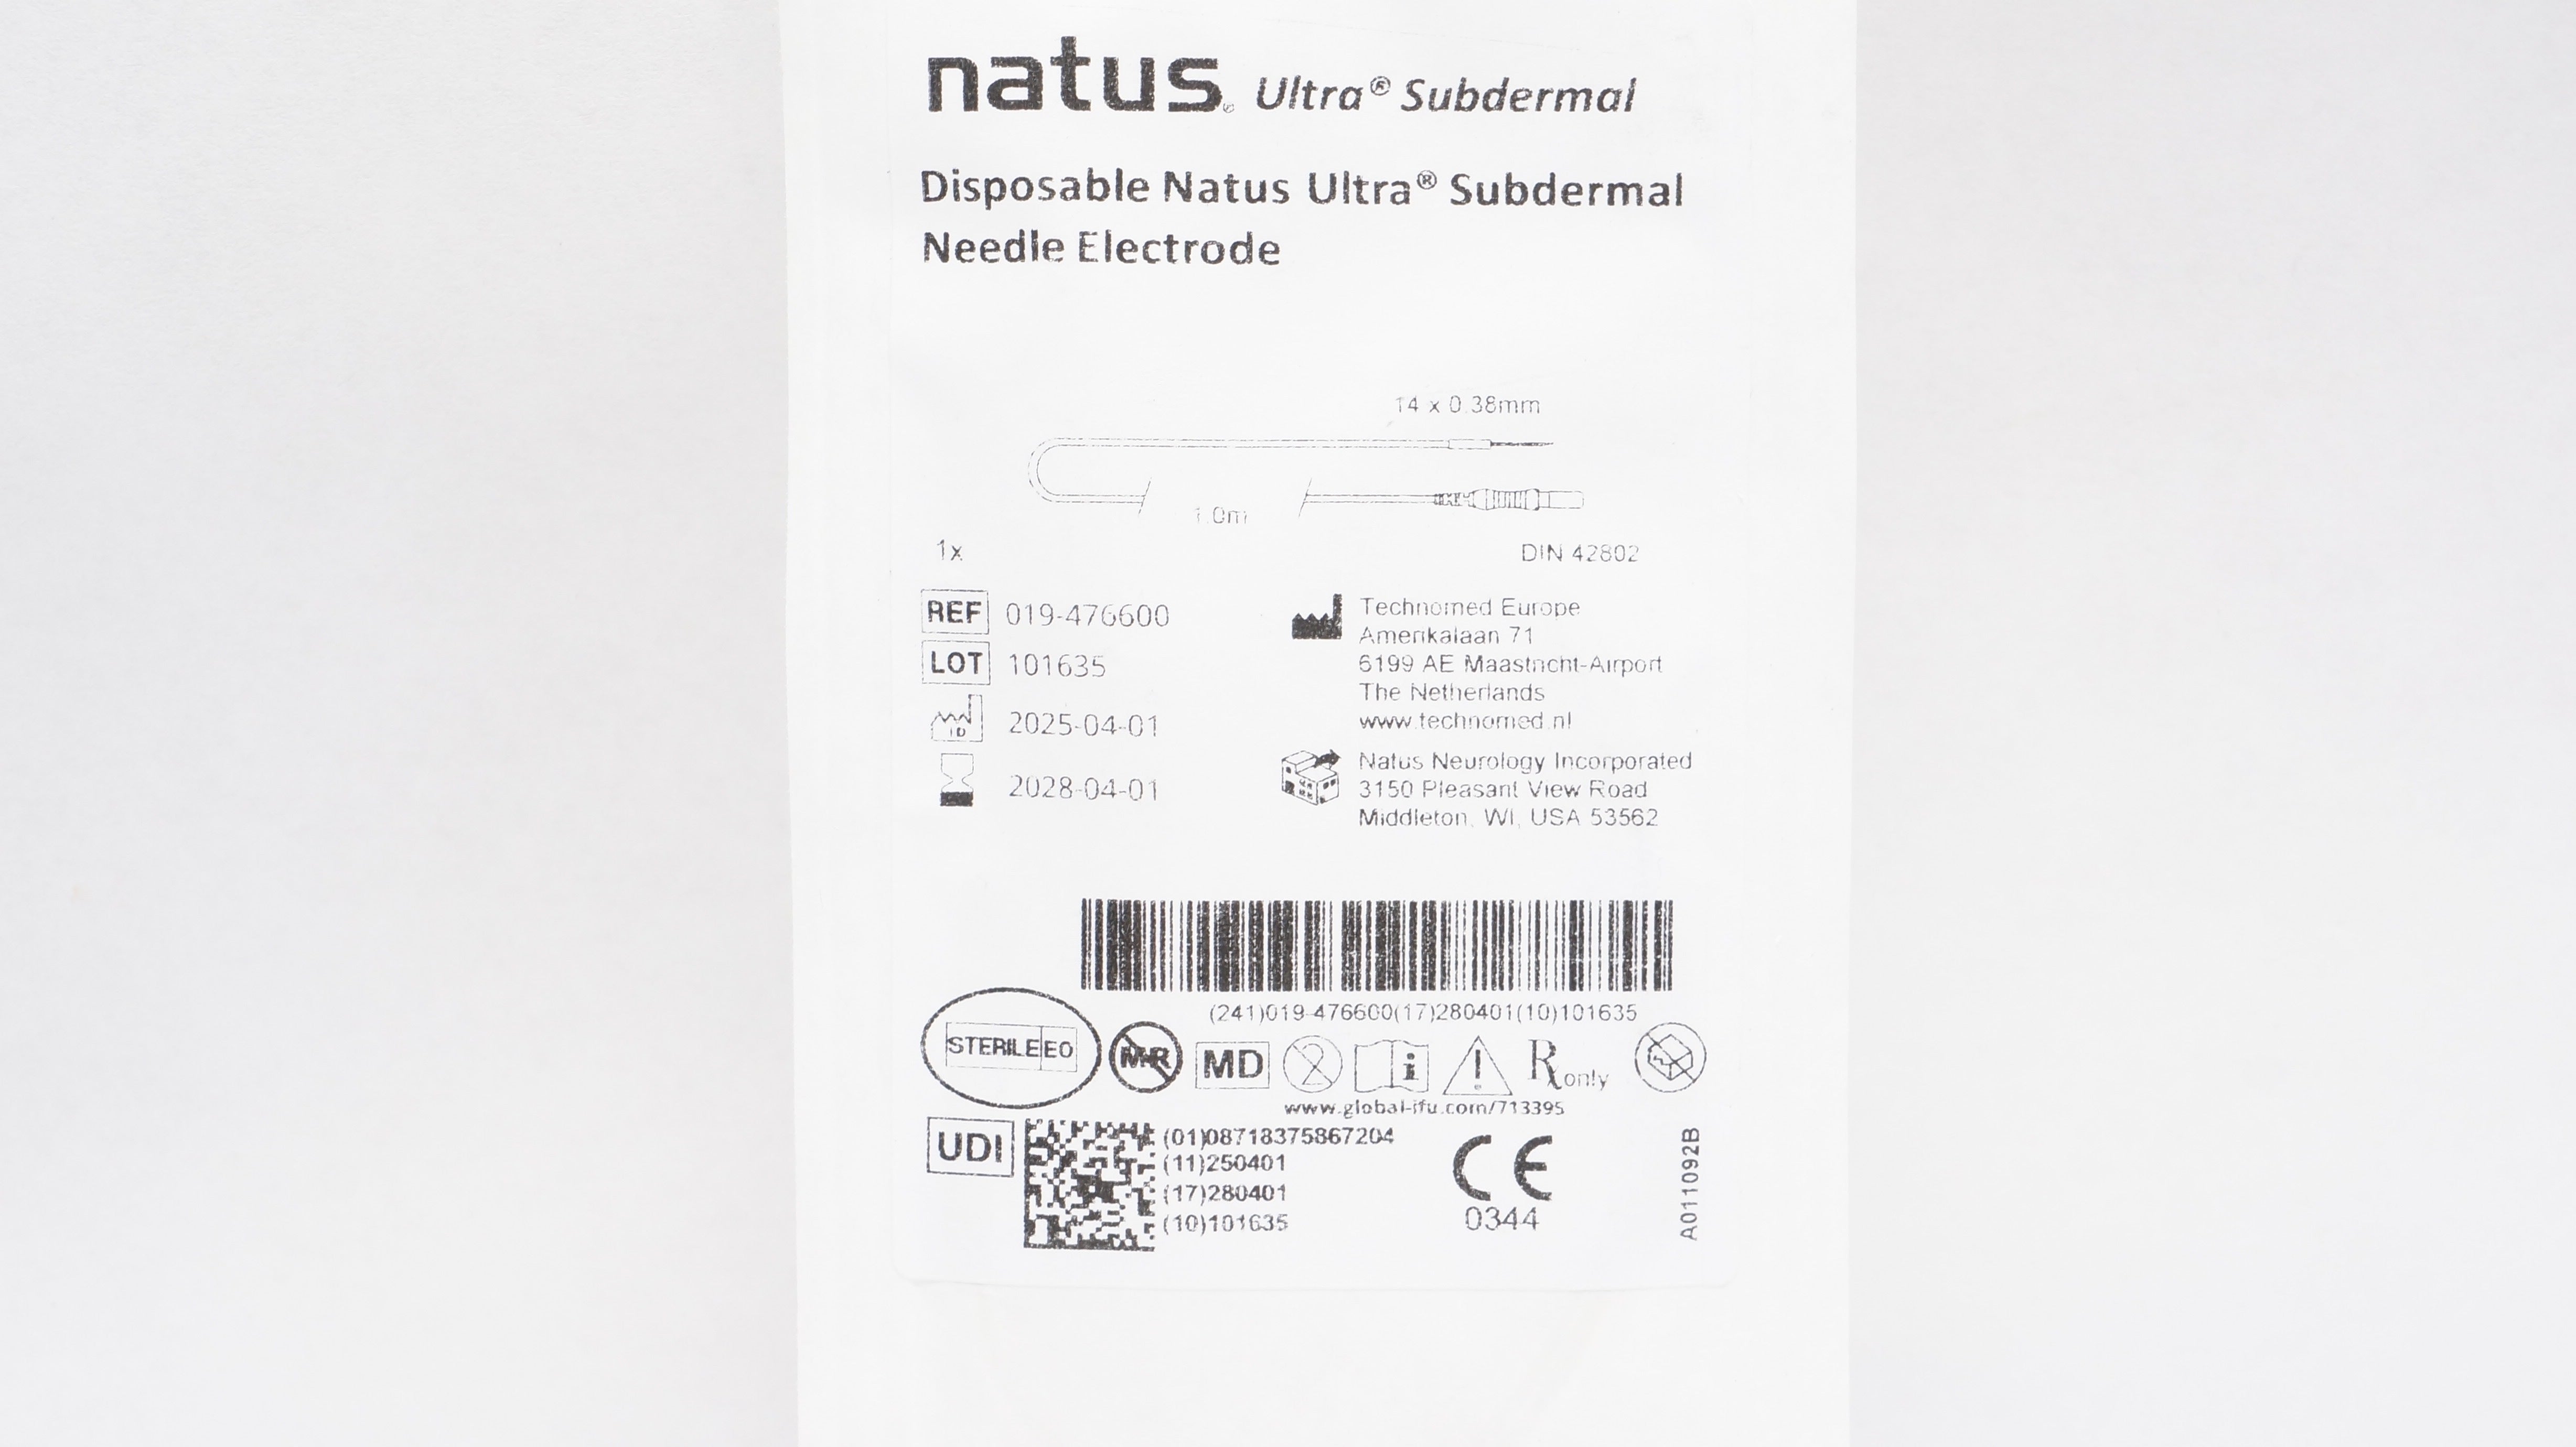 natus® Ultra® Subdermal
Disposable Natus Ultra® Subdermal
Needle Electrode
14 x 0.38mm
1.0m
1x
DIN 42802
REF 019-476600
LOT 101635
2025-04-01
2028-04-01
Technomed Europe
Amerikalaan 71
6199 AE Maastricht-Airport
The Netherlands
www.technomed.nl
Natus Neurology Incorporated
3150 Pleasant View Road
Middleton, WI, USA 53562
(241)019-476600(17)280401(10)101635
STERILE EO
MR
MD
2
i
!
Rx only
www.global-ifu.com/713395
UDI
(01)08718375867204
(11)250401
(17)280401
(10)101635
CE
0344
A011092B